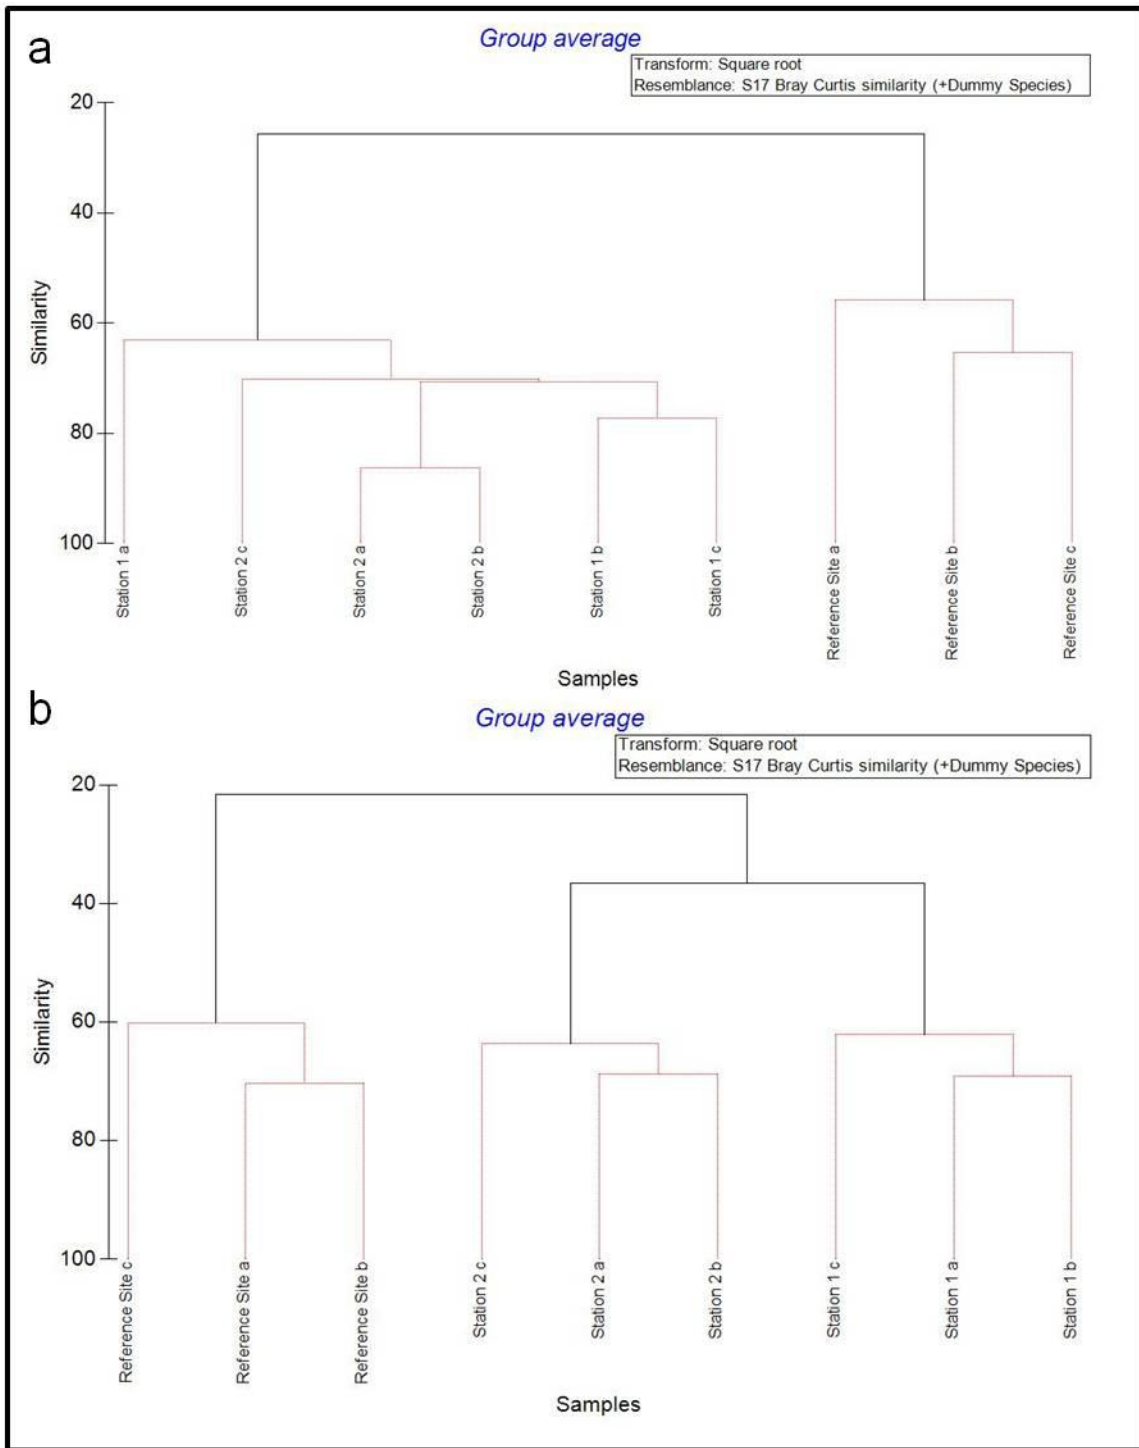 a
Group average
Transform: Square root
Resemblance: S17 Bray Curtis similarity (+Dummy Species)
20
40
60
80
100
Similarity
Station 1 a
Station 2 c
Station 2 a
Station 2 b
Station 1 b
Station 1 c
Reference Site a
Reference Site b
Reference Site c
Samples
b
Group average
Transform: Square root
Resemblance: S17 Bray Curtis similarity (+Dummy Species)
20
40
60
80
100
Similarity
Reference Site c
Reference Site a
Reference Site b
Station 2 c
Station 2 a
Station 2 b
Station 1 c
Station 1 a
Station 1 b
Samples